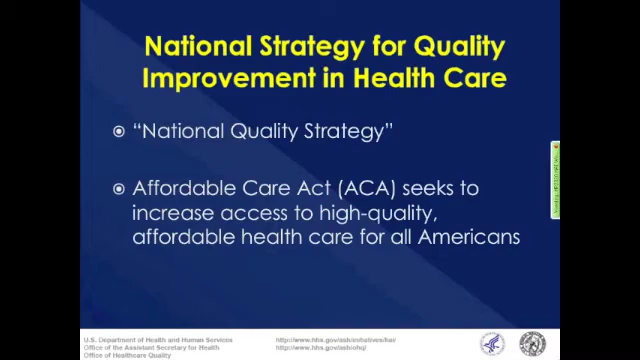 National Strategy for Quality
Improvement in Health Care
“National Quality Strategy”
Affordable Care Act (ACA) seeks to
increase access to high-quality,
affordable health care for all Americans
U.S. Department of Health and Human Services
Office of the Assistant Secretary for Health
Office of Healthcare Quality
http://www.hhs.gov/ash/initiatives/hai/
http://www.hhs.gov/ash/ohq/